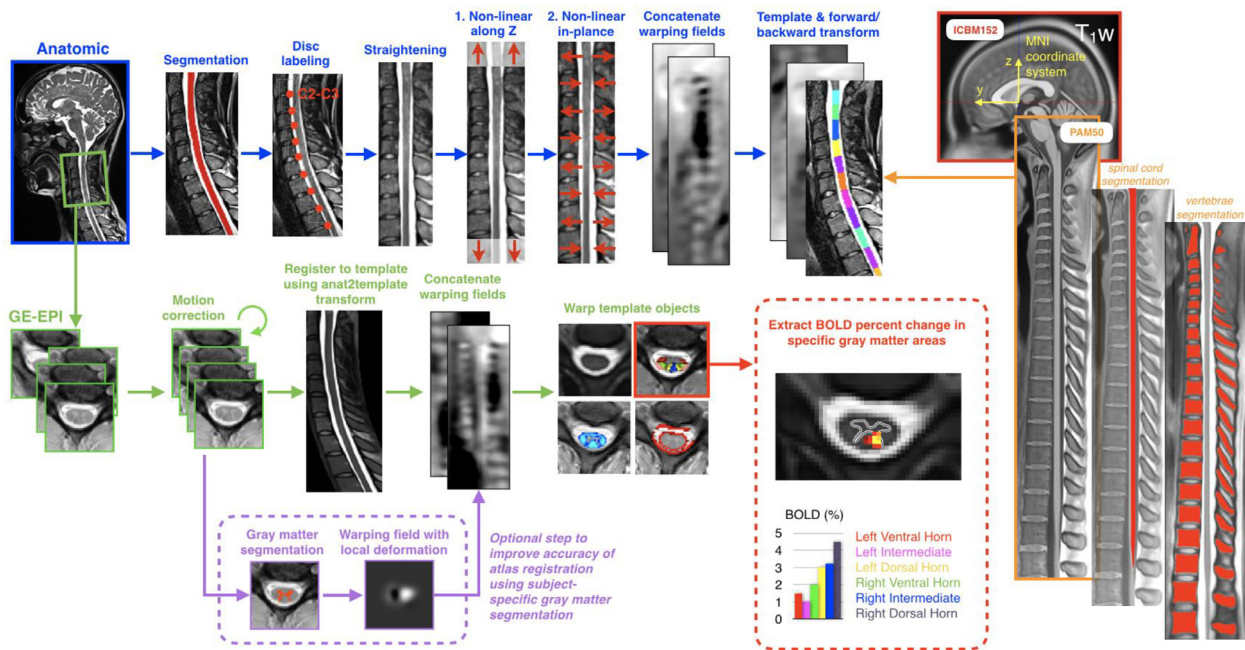 Anatomic
Segmentation
Disc
labeling
C2-C3
Straightening
1. Non-linear
along Z
2. Non-linear
in-plance
Concatenate
warping fields
Template & forward/
backward transform
ICBM152
T1w
MNI
coordinate
system
z
y
PAM50
spinal cord
segmentation
vertebrae
segmentation
GE-EPI
Motion
correction
Register to template
using anat2template
transform
Concatenate
warping fields
Warp template objects
Extract BOLD percent change in
specific gray matter areas
BOLD (%)
5
4
3
2
1
0
Left Ventral Horn
Left Intermediate
Left Dorsal Horn
Right Ventral Horn
Right Intermediate
Right Dorsal Horn
Gray matter
segmentation
Warping field with
local deformation
Optional step to
improve accuracy of
atlas registration
using subject-
specific gray matter
segmentation